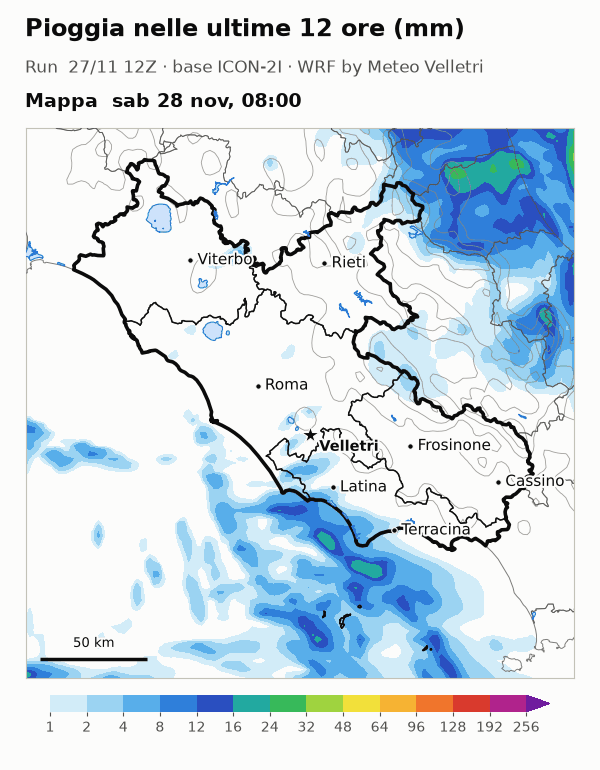 Pioggia nelle ultime 12 ore (mm)
Run  27/11 12Z · base ICON-2I · WRF by Meteo Velletri
Mappa  sab 28 nov, 08:00
Viterbo
Rieti
Roma
Velletri
Frosinone
Latina
Cassino
Terracina
50 km
1 2 4 8 12 16 24 32 48 64 96 128 192 256